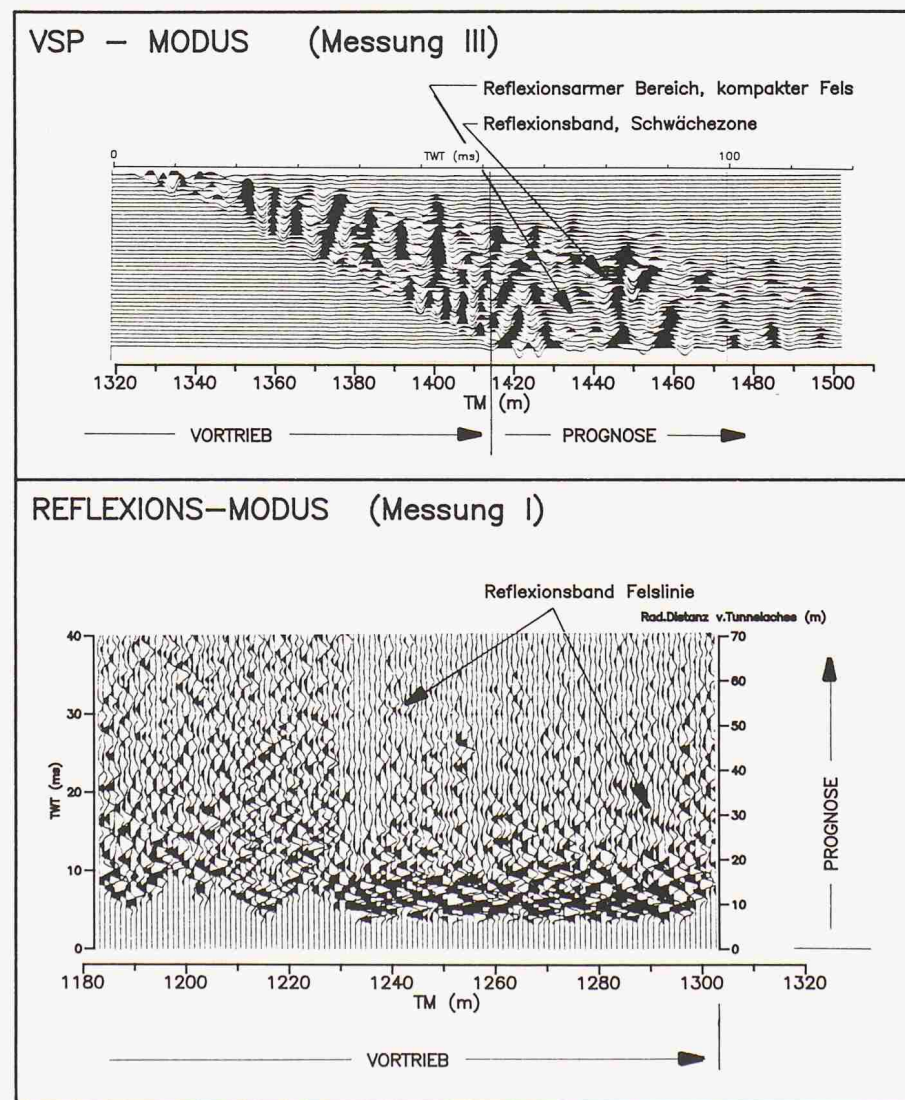 VSP – MODUS (Messung III)
Reflexionsarmer Bereich, kompakter Fels
Reflexionsband, Schwächezone
0 TWT (ms) 100
1320 1340 1360 1380 1400 1420 1440 1460 1480 1500
TM (m)
VORTRIEB PROGNOSE
REFLEXIONS–MODUS (Messung I)
Reflexionsband Felslinie
Rad.Distanz v.Tunnelachse (m)
40 70
60
30 50
40
20 30
20
10 10
0 0
TWT (ms)
PROGNOSE
1180 1200 1220 1240 1260 1280 1300 1320
TM (m)
VORTRIEB